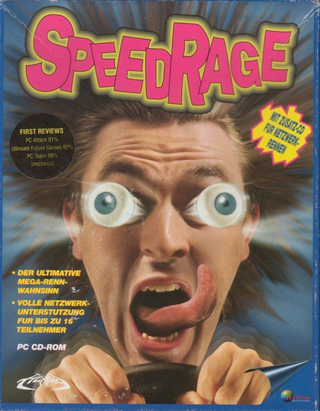 SPEEDRAGE
FIRST REVIEWS
PC Attack 91%
Ultimate Future Games 92%
PC Team 88%
MIT ZUSATZ-CD
FÜR NETZWERK-
RENNEN
• DER ULTIMATIVE
MEGA-RENN-
WAHNSINN
• VOLLE NETZWERK-
UNTERSTÜTZUNG
FÜR BIS ZU 16
TEILNEHMER
PC CD-ROM